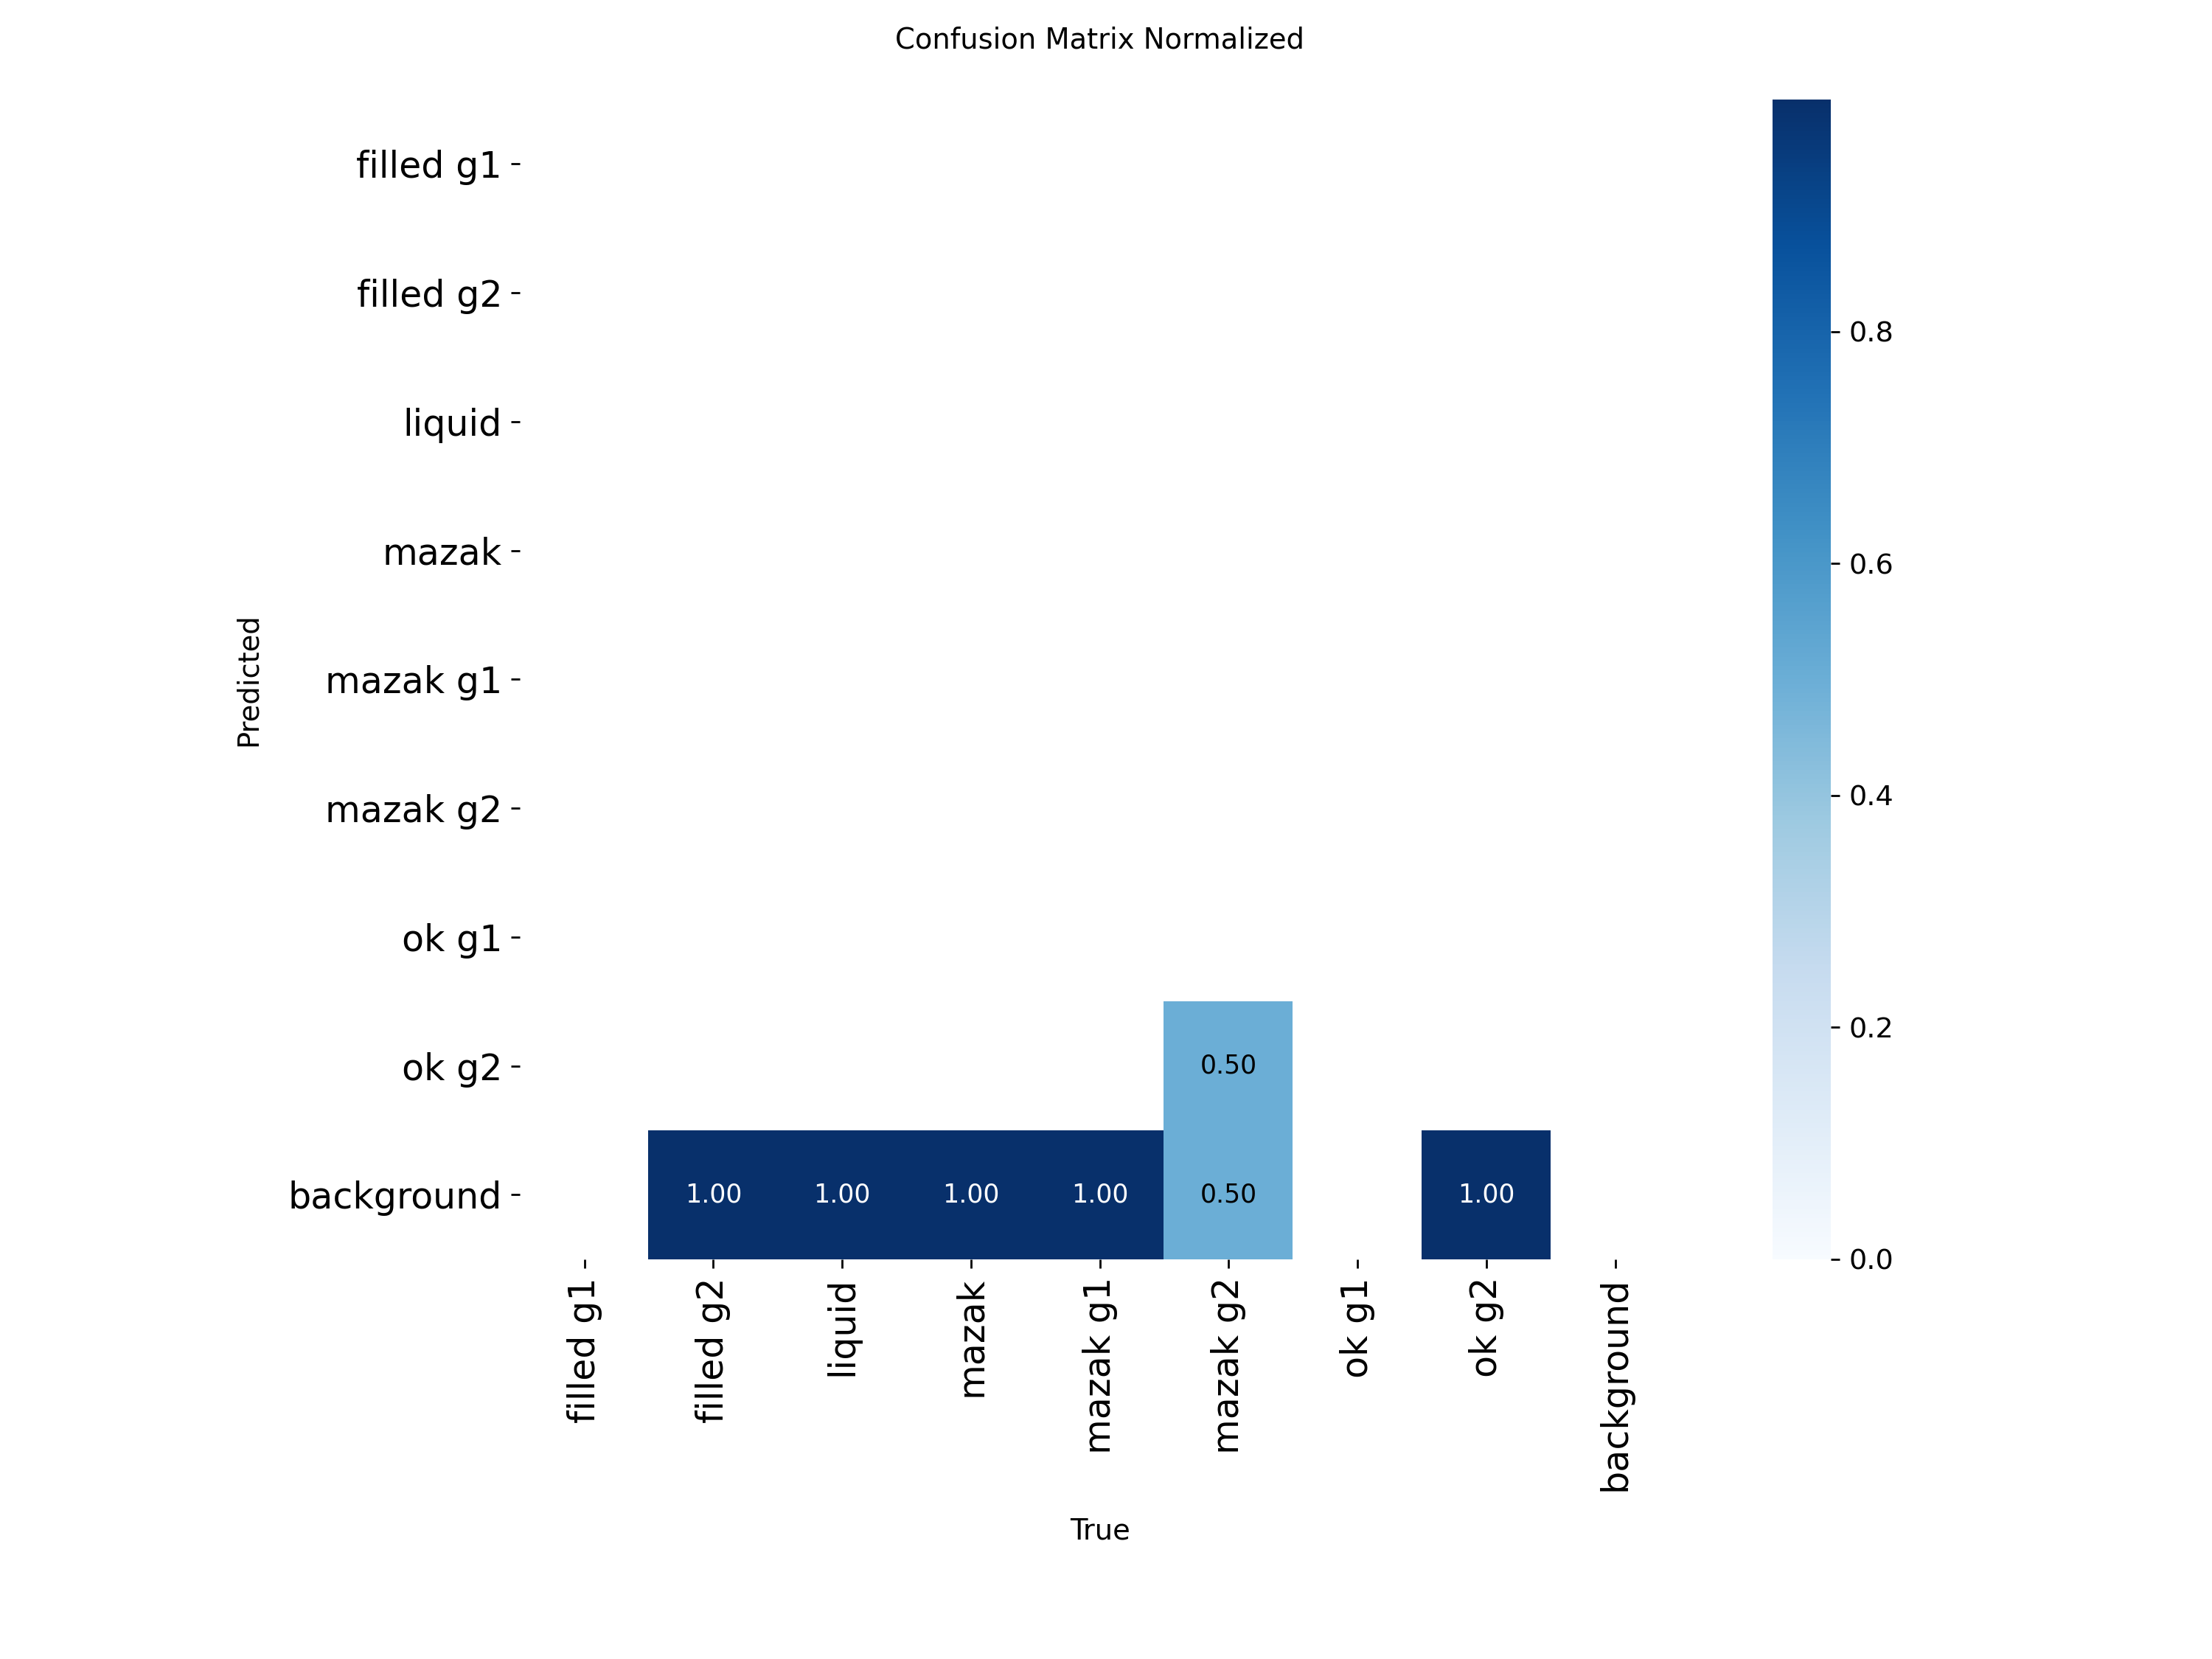 Confusion Matrix Normalized
filled g1
filled g2
liquid
mazak
mazak g1
mazak g2
ok g1
ok g2
background
Predicted
0.50
1.00 1.00 1.00 1.00 0.50 1.00
filled g1
filled g2
liquid
mazak
mazak g1
mazak g2
ok g1
ok g2
background
True
0.8
0.6
0.4
0.2
0.0